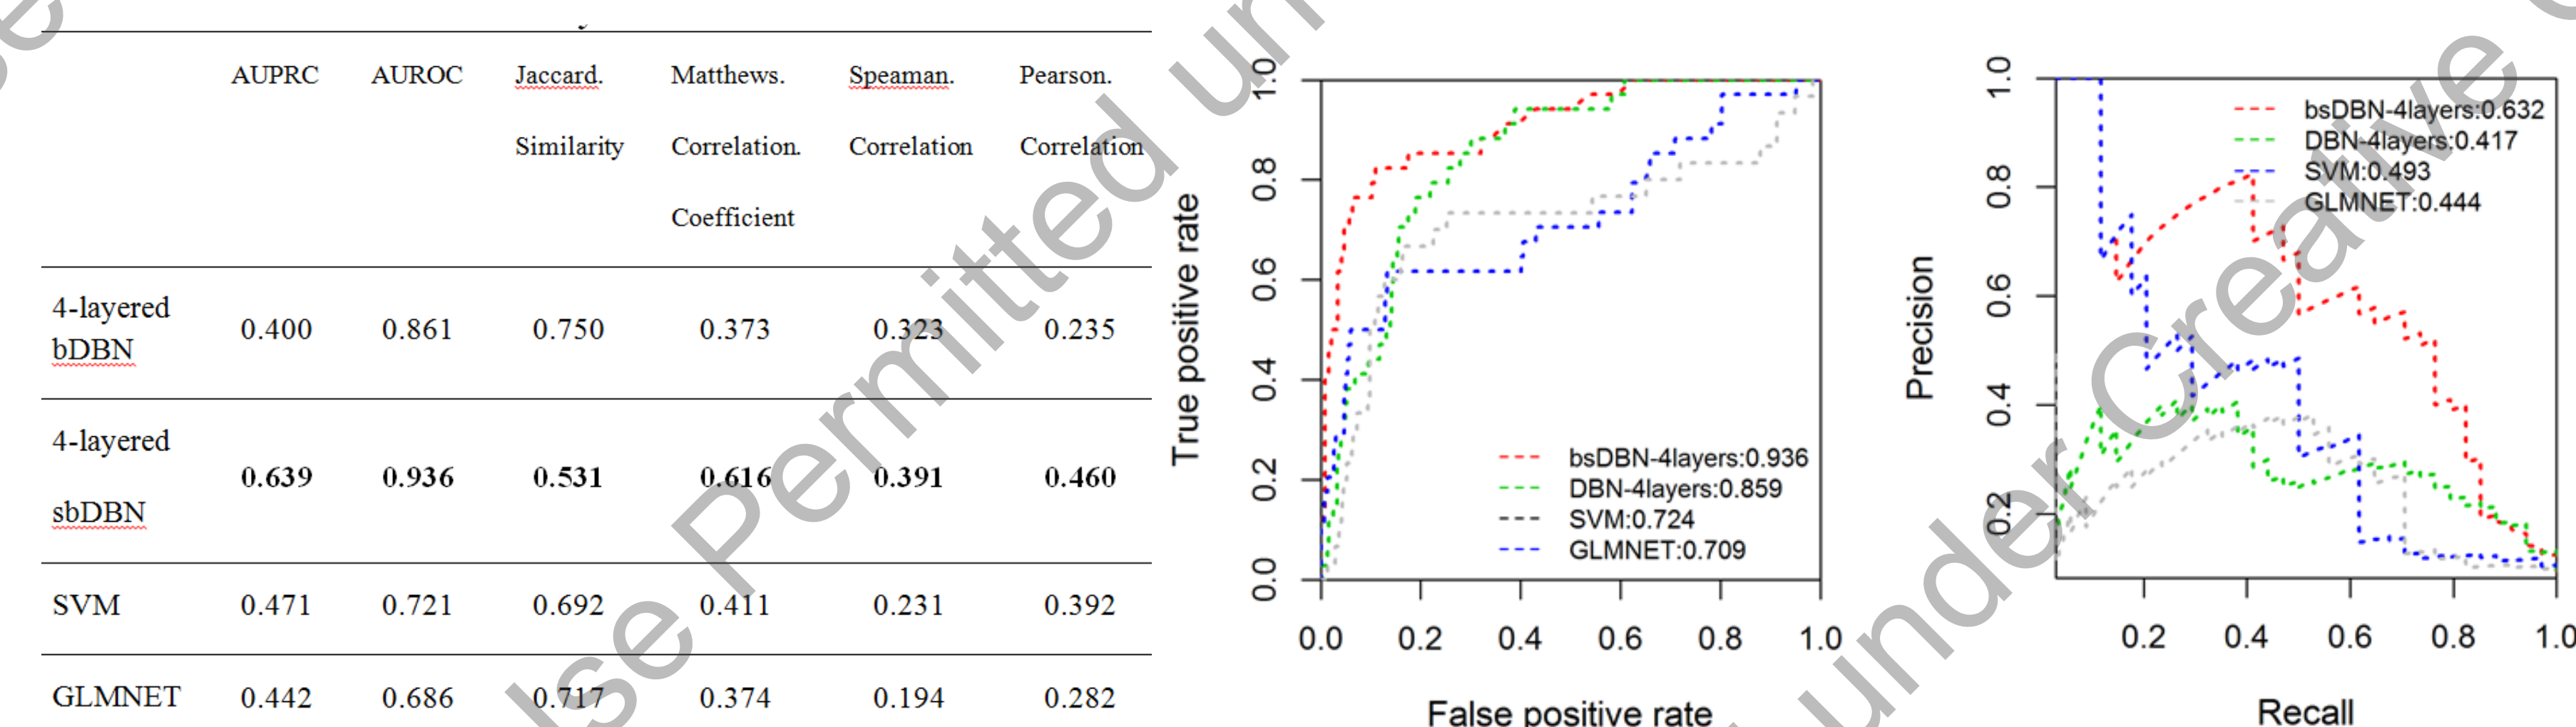 AUPRC AUROC Jaccard. Matthews. Speaman. Pearson.
Similarity Correlation. Correlation Correlation
Coefficient
4-layered
bDBN 0.400 0.861 0.750 0.373 0.323 0.235
4-layered
sbDBN 0.639 0.936 0.531 0.616 0.391 0.460
SVM 0.471 0.721 0.692 0.411 0.231 0.392
GLMNET 0.442 0.686 0.717 0.374 0.194 0.282
True positive rate
1.0
0.8
0.6
0.4
0.2
0.0
bsDBN-4layers:0.936
DBN-4layers:0.859
SVM:0.724
GLMNET:0.709
0.0 0.2 0.4 0.6 0.8 1.0
False positive rate
Precision
1.0
0.8
0.6
0.4
0.2
bsDBN-4layers:0.632
DBN-4layers:0.417
SVM:0.493
GLMNET:0.444
0.2 0.4 0.6 0.8 1.0
Recall
Permitted
under Creative